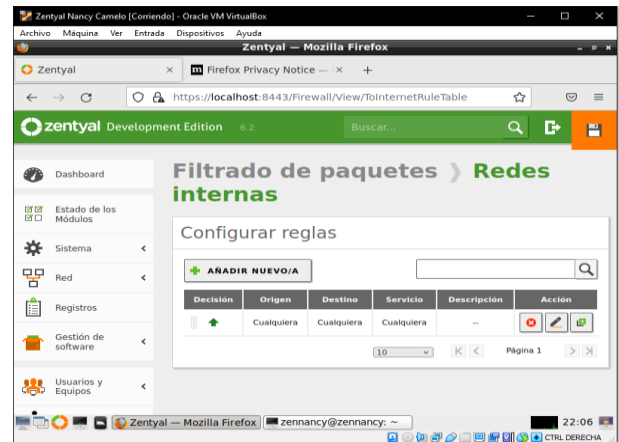 Zentyal Nancy Camelo [Corriendo] - Oracle VM VirtualBox
Archivo Máquina Ver Entrada Dispositivos Ayuda
Zentyal — Mozilla Firefox
Zentyal
Firefox Privacy Notice —
https://localhost:8443/Firewall/View/ToInternetRuleTable
zentyal Development Edition 6.2
Buscar...
Filtrado de paquetes ❭ Redes
internas
Dashboard
Estado de los
Módulos
Sistema
Red
Registros
Gestión de
software
Usuarios y
Equipos
Configurar reglas
AÑADIR NUEVO/A
Decisión Origen Destino Servicio Descripción Acción
Cualquiera Cualquiera Cualquiera --
10
Página 1
Zentyal — Mozilla Firefox
zennancy@zennancy: ~
22:06
CTRL DERECHA